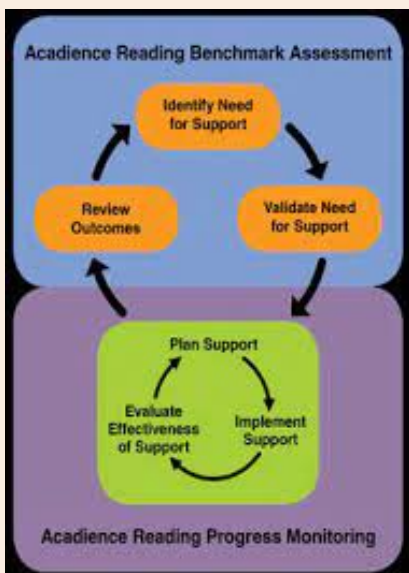 Acadience Reading Benchmark Assessment
Identify Need
for Support
Review
Outcomes
Validate Need
for Support
Plan Support
Evaluate
Effectiveness
of Support
Implement
Support
Acadience Reading Progress Monitoring